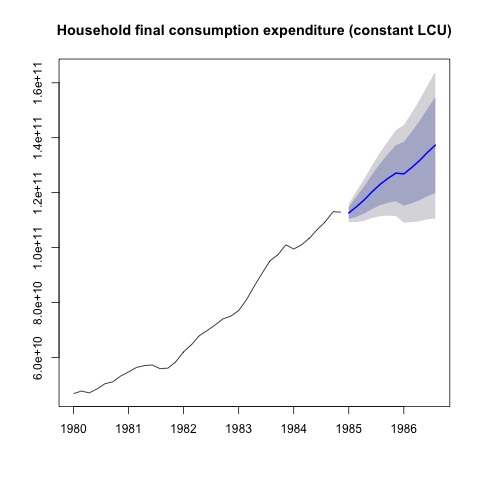 Household final consumption expenditure (constant LCU)
1.6e+11
1.4e+11
1.2e+11
1.0e+11
8.0e+10
6.0e+10
1980 1981 1982 1983 1984 1985 1986